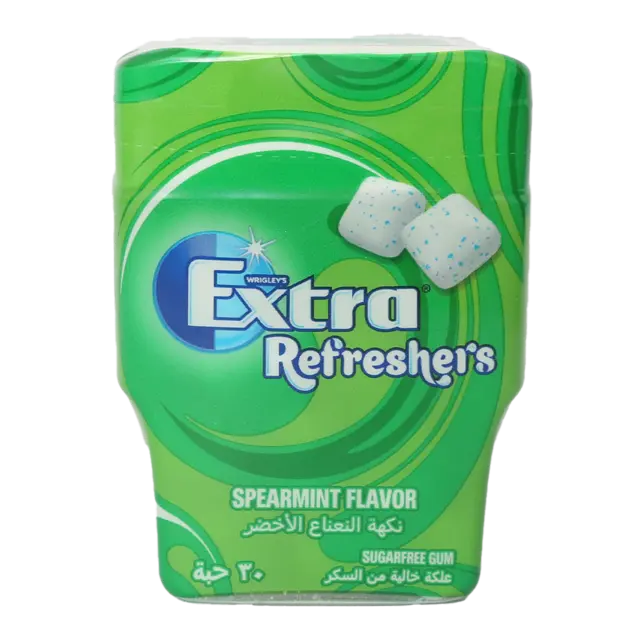 WRIGLEY'S
Extra®
Refreshers
SPEARMINT FLAVOR
نكهة النعناع الأخضر
SUGARFREE GUM
٣٠ حبة علكة خالية من السكر